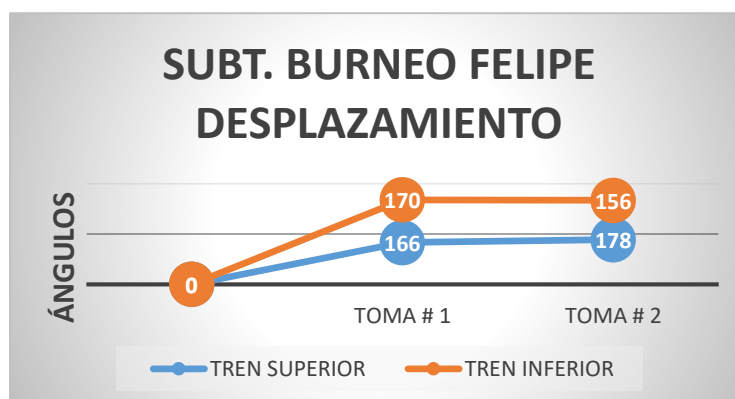 SUBT. BURNEO FELIPE
DESPLAZAMIENTO
ÁNGULOS
170
156
166
178
0
TOMA # 1
TOMA # 2
TREN SUPERIOR
TREN INFERIOR